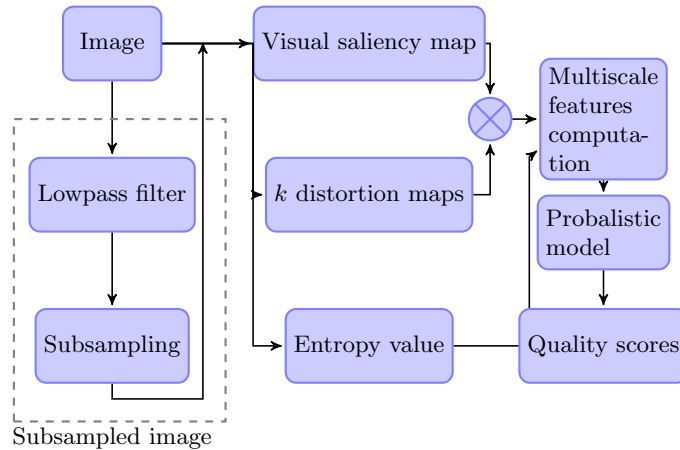 Image
Visual saliency map
Multiscale
features
computa-
tion
Lowpass filter
k distortion maps
Probalistic
model
Subsampling
Entropy value
Quality scores
Subsampled image